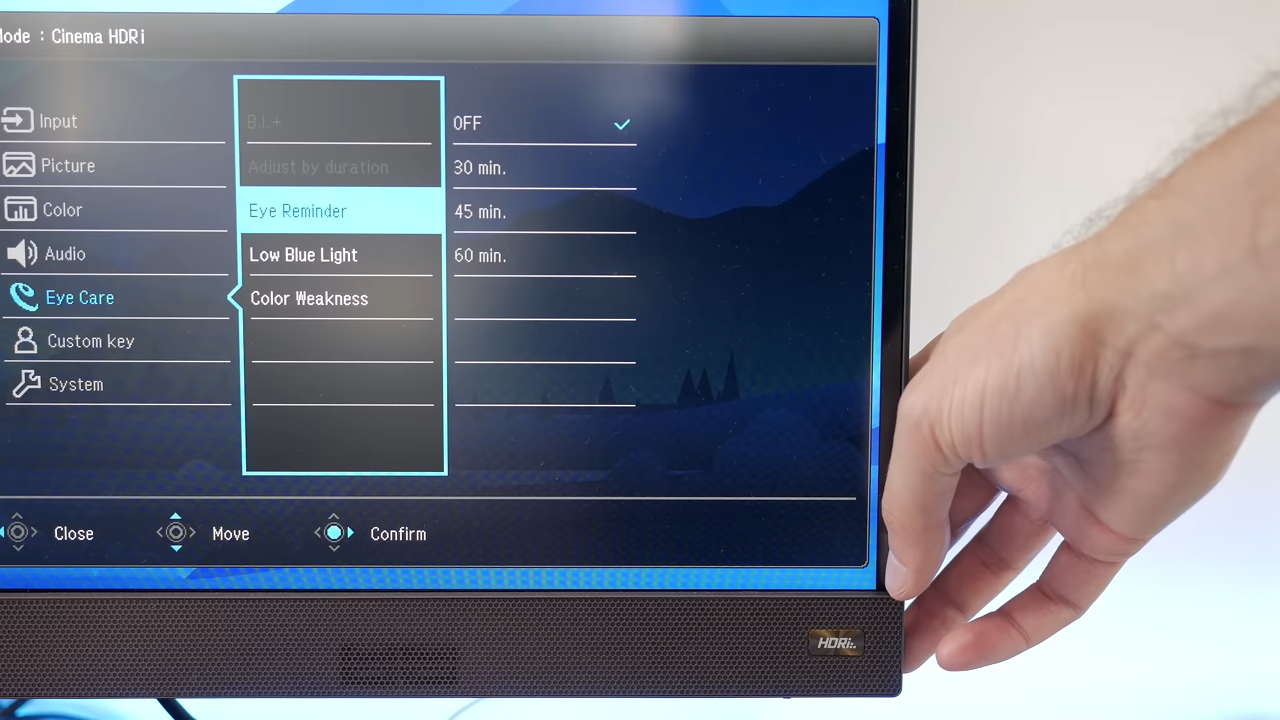 Mode : Cinema HDRi
Input
Picture
Color
Audio
Eye Care
Custom key
System
B.I.+
Adjust by duration
Eye Reminder
Low Blue Light
Color Weakness
OFF
30 min.
45 min.
60 min.
Close
Move
Confirm
HDRi